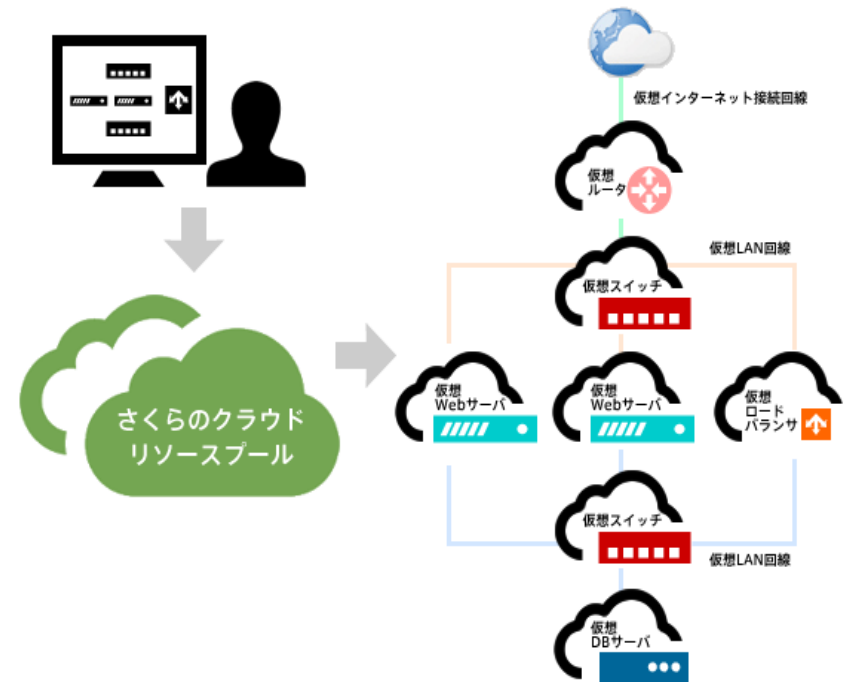 仮想インターネット接続回線
仮想
ルータ
仮想LAN回線
仮想スイッチ
さくらのクラウド
リソースプール
仮想
Webサーバ
仮想
Webサーバ
仮想
ロード
バランサ
仮想スイッチ
仮想LAN回線
仮想
DBサーバ